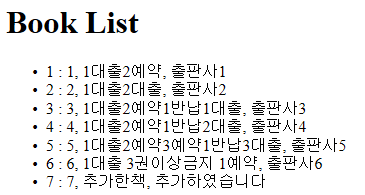 Book List
• 1 : 1, 1대출2예약, 출판사1
• 2 : 2, 1대출2대출, 출판사2
• 3 : 3, 1대출2예약1반납1대출, 출판사3
• 4 : 4, 1대출2예약1반납2대출, 출판사4
• 5 : 5, 1대출2예약3예약1반납3대출, 출판사5
• 6 : 6, 1대출 3권이상금지 1예약, 출판사6
• 7 : 7, 추가한책, 추가하였습니다